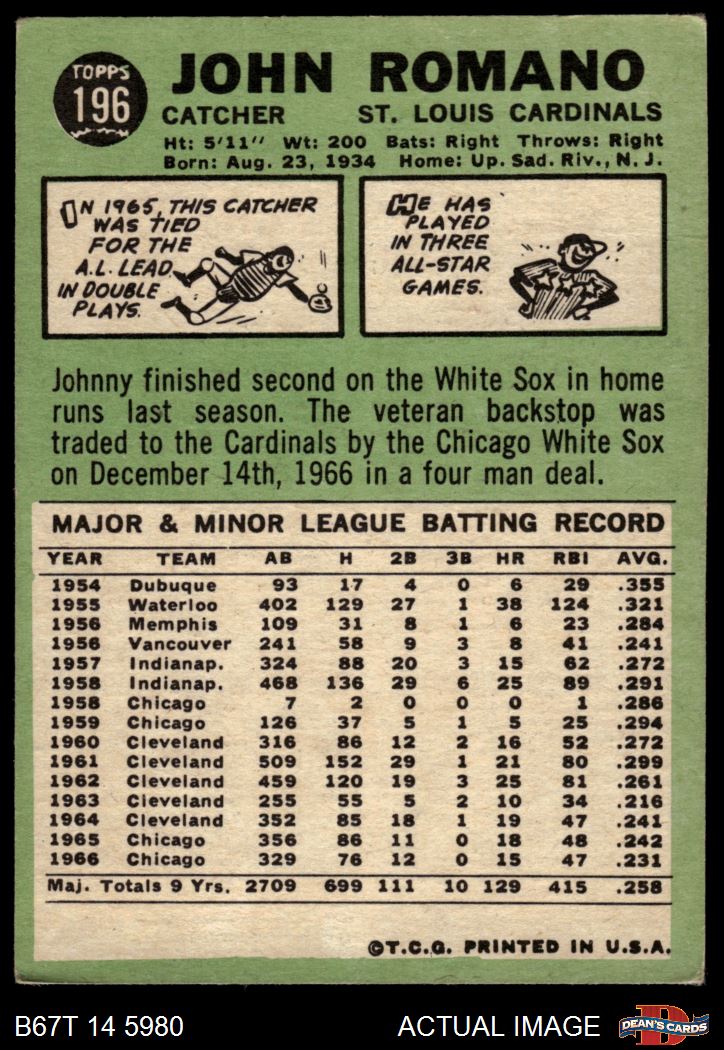 TOPPS
196
JOHN ROMANO
CATCHER ST. LOUIS CARDINALS
Ht: 5'11" Wt: 200 Bats: Right Throws: Right
Born: Aug. 23, 1934 Home: Up. Sad. Riv., N. J.
IN 1965, THIS CATCHER
WAS TIED
FOR THE
A.L. LEAD
IN DOUBLE
PLAYS.
HE HAS
PLAYED
IN THREE
ALL-STAR
GAMES.
Johnny finished second on the White Sox in home
runs last season. The veteran backstop was
traded to the Cardinals by the Chicago White Sox
on December 14th, 1966 in a four man deal.
MAJOR & MINOR LEAGUE BATTING RECORD
YEAR TEAM AB H 2B 3B HR RBI AVG.
1954 Dubuque 93 17 4 0 6 29 .355
1955 Waterloo 402 129 27 1 38 124 .321
1956 Memphis 109 31 8 1 6 23 .284
1956 Vancouver 241 58 9 3 8 41 .241
1957 Indianap. 324 88 20 3 15 62 .272
1958 Indianap. 468 136 29 6 25 89 .291
1958 Chicago 7 2 0 0 0 1 .286
1959 Chicago 126 37 5 1 5 25 .294
1960 Cleveland 316 86 12 2 16 52 .272
1961 Cleveland 509 152 29 1 21 80 .299
1962 Cleveland 459 120 19 3 25 81 .261
1963 Cleveland 255 55 5 2 10 34 .216
1964 Cleveland 352 85 18 1 19 47 .241
1965 Chicago 356 86 11 0 18 48 .242
1966 Chicago 329 76 12 0 15 47 .231
Maj. Totals 9 Yrs. 2709 699 111 10 129 415 .258
©T.C.G. PRINTED IN U.S.A.
B67T 14 5980 ACTUAL IMAGE
D
DEAN'S CARDS